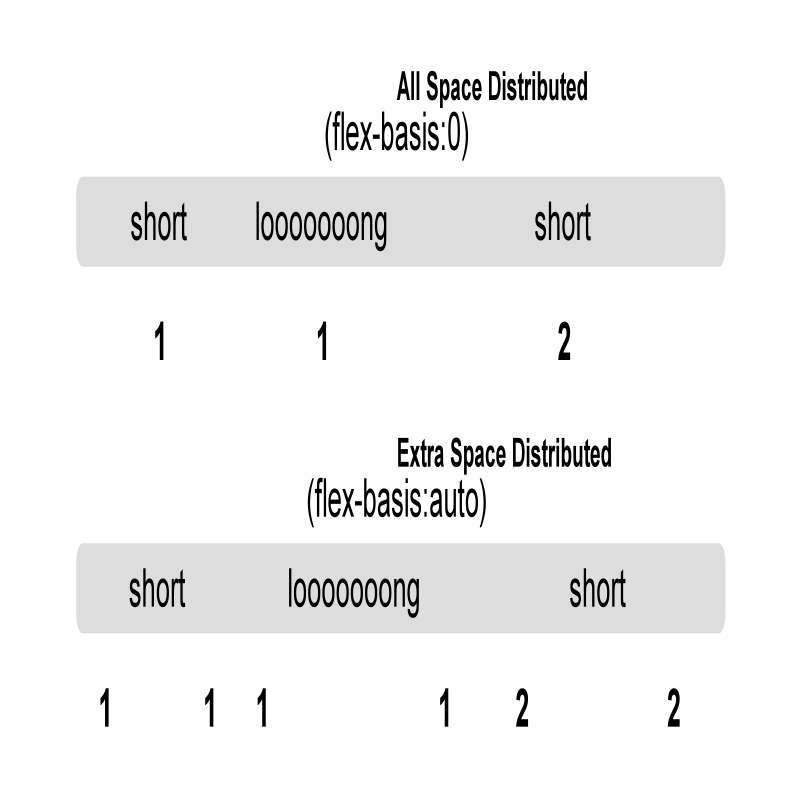 All Space Distributed
(flex-basis:0)
short looooooong short
1 1 2
Extra Space Distributed
(flex-basis:auto)
short looooooong short
1 1 1 1 2 2